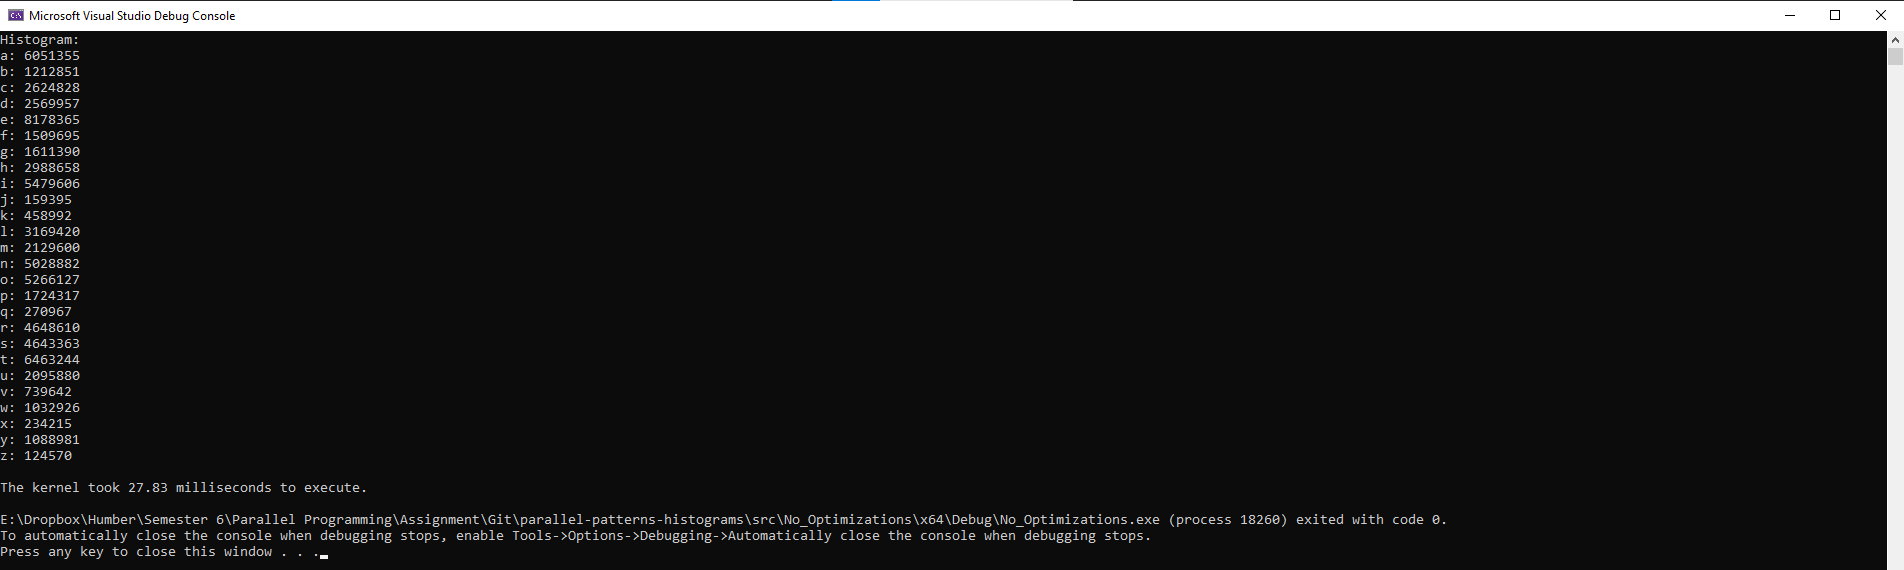 Microsoft Visual Studio Debug Console
Histogram:
a: 6051355
b: 1212851
c: 2624828
d: 2569957
e: 8178365
f: 1509695
g: 1611390
h: 2988658
i: 5479606
j: 159395
k: 458992
l: 3169420
m: 2129600
n: 5028882
o: 5266127
p: 1724317
q: 270967
r: 4648610
s: 4643363
t: 6463244
u: 2095880
v: 739642
w: 1032926
x: 234215
y: 1088981
z: 124570
The kernel took 27.83 milliseconds to execute.
E:\Dropbox\Humber\Semester 6\Parallel Programming\Assignment\Git\parallel-patterns-histograms\src\No_Optimizations\x64\Debug\No_Optimizations.exe (process 18260) exited with code 0.
To automatically close the console when debugging stops, enable Tools->Options->Debugging->Automatically close the console when debugging stops.
Press any key to close this window . . .